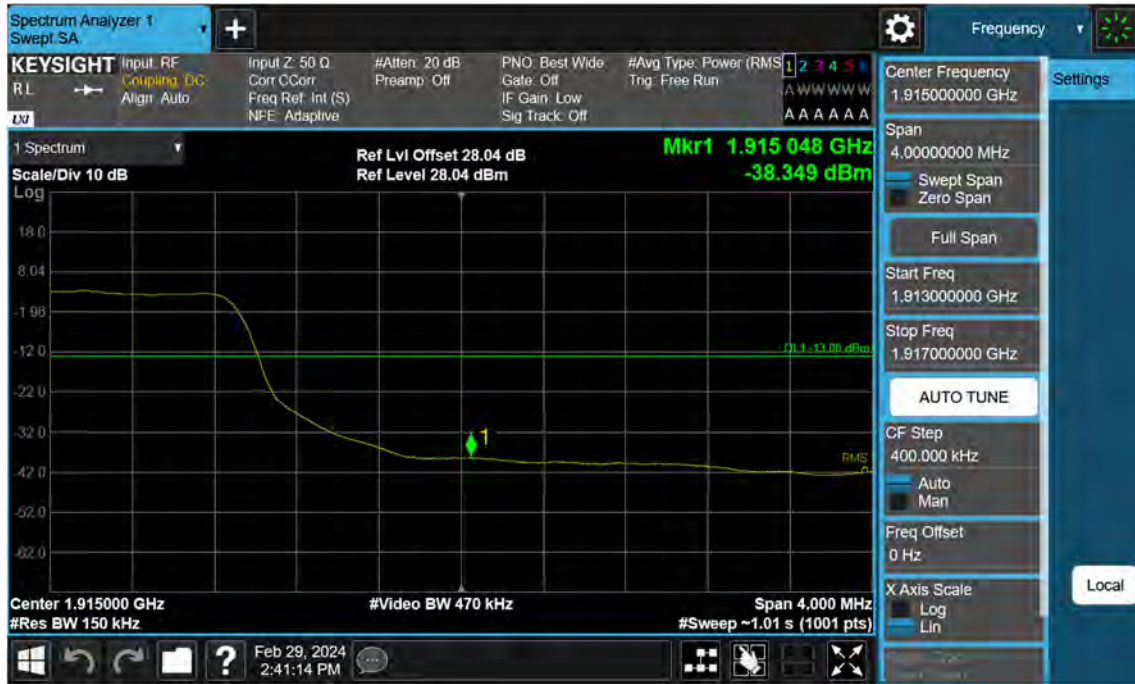 Spectrum Analyzer 1
Swept SA
Frequency
KEYSIGHT
RL
LXI
Input: RF
Coupling: DC
Align: Auto
Input Z: 50 Ω
Corr CCorr
Freq Ref: Int (S)
NFE: Adaptive
#Atten: 20 dB
Preamp: Off
PNO: Best Wide
Gate: Off
IF Gain: Low
Sig Track: Off
#Avg Type: Power (RMS
Trig: Free Run
1 2 3 4 5 6
A W W W W W
A A A A A A
1 Spectrum
Scale/Div 10 dB
Ref Lvl Offset 28.04 dB
Ref Level 28.04 dBm
Mkr1 1.915 048 GHz
-38.349 dBm
Log
18.0
8.04
-1.96
-12.0
-22.0
-32.0
-42.0
-52.0
-62.0
DL1 -13.00 dBm
1
RMS
Center 1.915000 GHz
#Res BW 150 kHz
#Video BW 470 kHz
Span 4.000 MHz
#Sweep ~1.01 s (1001 pts)
Feb 29, 2024
2:41:14 PM
Center Frequency
1.915000000 GHz
Span
4.00000000 MHz
Swept Span
Zero Span
Full Span
Start Freq
1.913000000 GHz
Stop Freq
1.917000000 GHz
AUTO TUNE
CF Step
400.000 kHz
Auto
Man
Freq Offset
0 Hz
X Axis Scale
Log
Lin
Settings
Local